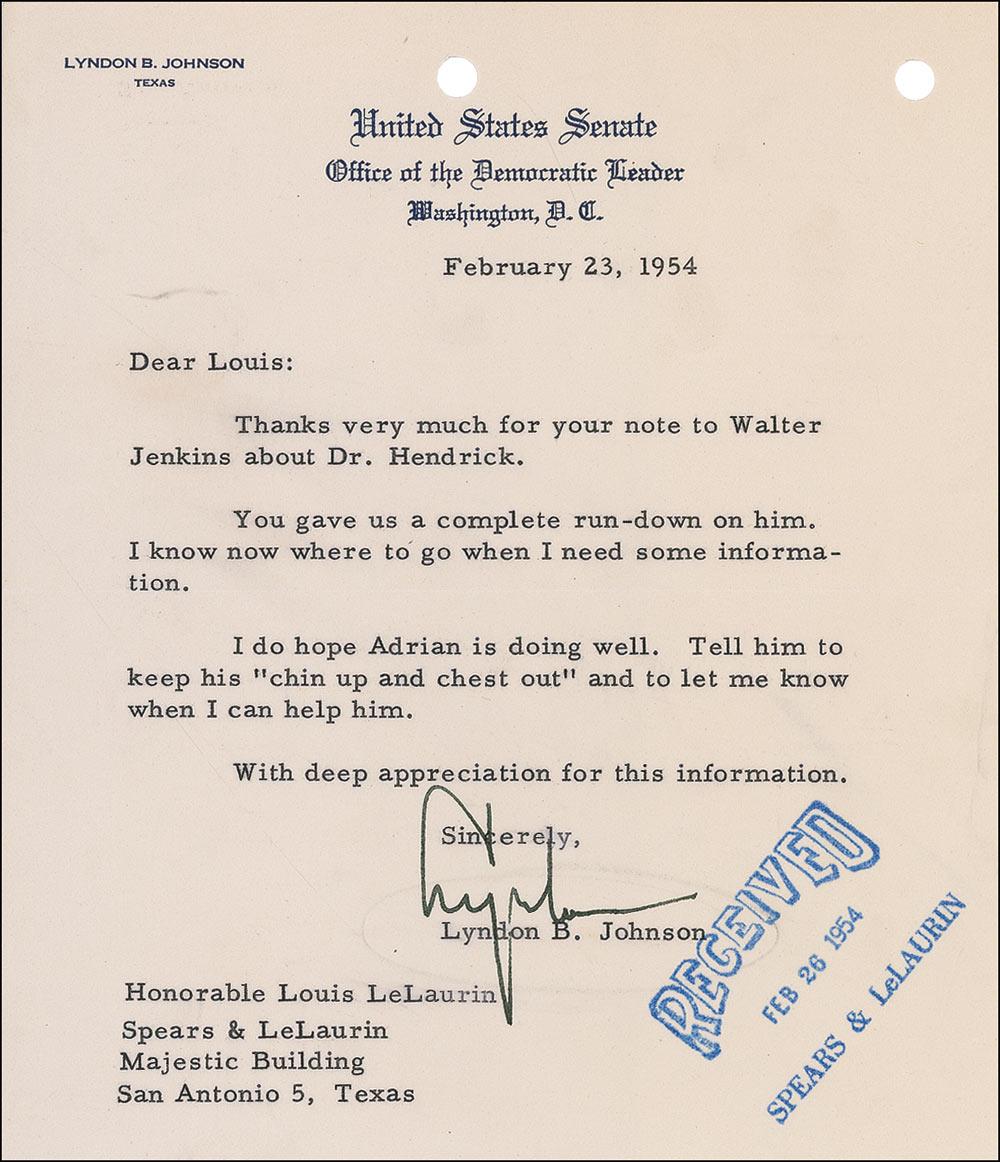 LYNDON B. JOHNSON
TEXAS
United States Senate
Office of the Democratic Leader
Washington, D. C.
February 23, 1954
Dear Louis:
Thanks very much for your note to Walter
Jenkins about Dr. Hendrick.
You gave us a complete run-down on him.
I know now where to go when I need some informa-
tion.
I do hope Adrian is doing well. Tell him to
keep his "chin up and chest out" and to let me know
when I can help him.
With deep appreciation for this information.
Sincerely,
Lyndon
Lyndon B. Johnson
RECEIVED
FEB 26 1954
SPEARS & LeLAURIN
Honorable Louis LeLaurin
Spears & LeLaurin
Majestic Building
San Antonio 5, Texas